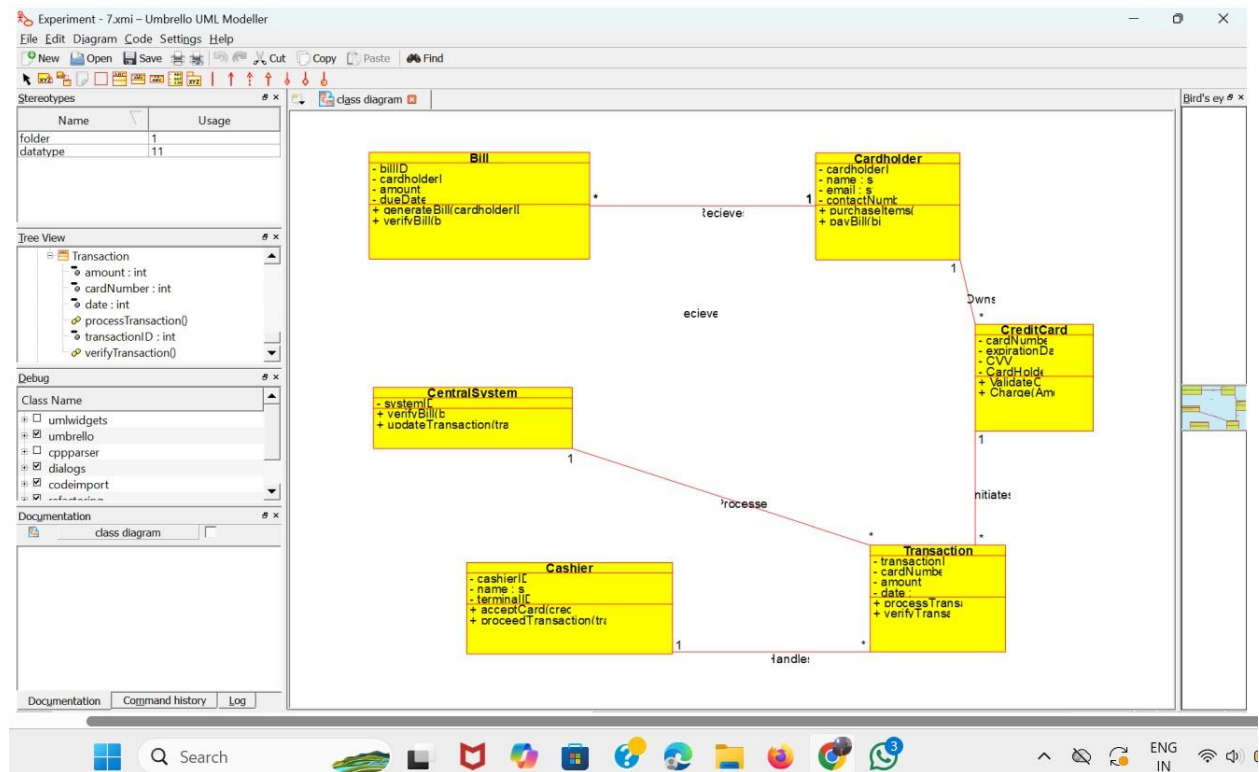 Experiment - 7.xmi – Umbrello UML Modeller
File Edit Diagram Code Settings Help
New Open Save Cut Copy Paste Find
Stereotypes
Name Usage
folder 1
datatype 11
Tree View
Transaction
amount : int
cardNumber : int
date : int
processTransaction()
transactionID : int
verifyTransaction()
Debug
Class Name
umlwidgets
umbrello
cppparser
dialogs
codeimport
refactoring
Documentation
class diagram
Documentation Command history Log
class diagram
Bird's ey
Bill
- billID
- cardholderI
- amount
- dueDate
+ generateBill(cardholderII
+ verifyBill(b
* 1
Recieve
Cardholder
- cardholderI
- name : s
- email : s
- contactNumb
+ purchaseItems(
+ payBill(bi
1
Owns
*
ecieve
CreditCard
- cardNumbe
- expirationDa
- CVV
- CardHolde
+ ValidateC
+ Charge(Am
1
nitiates
*
CentralSystem
- systemID
+ verifyBill(b
+ updateTransaction(tra
1
Processe
*
Transaction
- transactionI
- cardNumbe
- amount
- date :
+ processTransa
+ verifyTransa
Cashier
- cashierID
- name : s
- terminalID
+ acceptCard(cred
+ proceedTransaction(tra
1 *
Handles
Search
3
ENG
IN